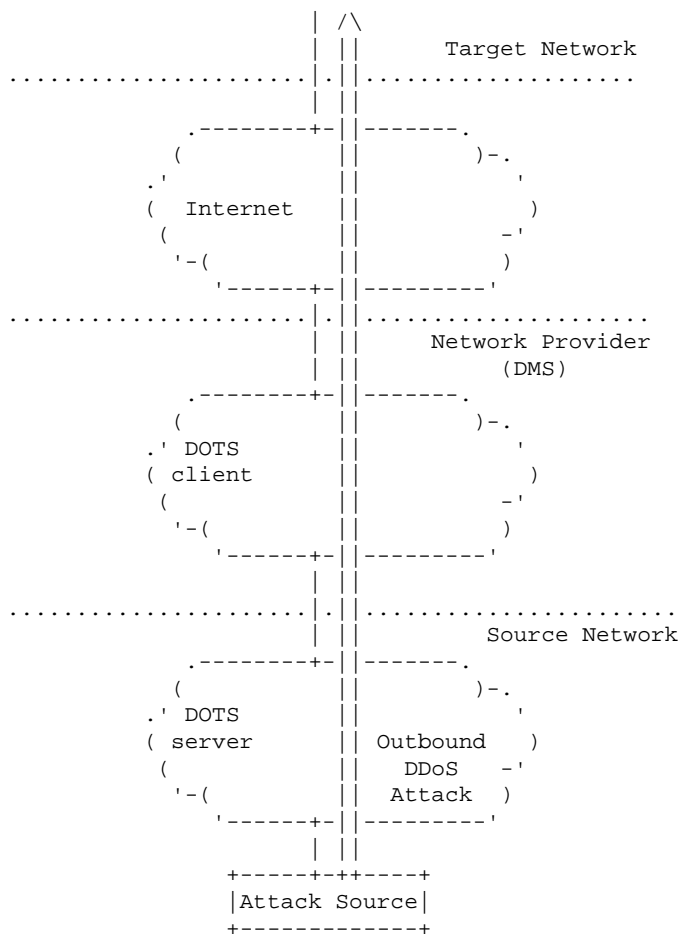 Target Network
Internet
Network Provider
(DMS)
DOTS
client
Source Network
DOTS
server
Outbound
DDoS
Attack
Attack Source